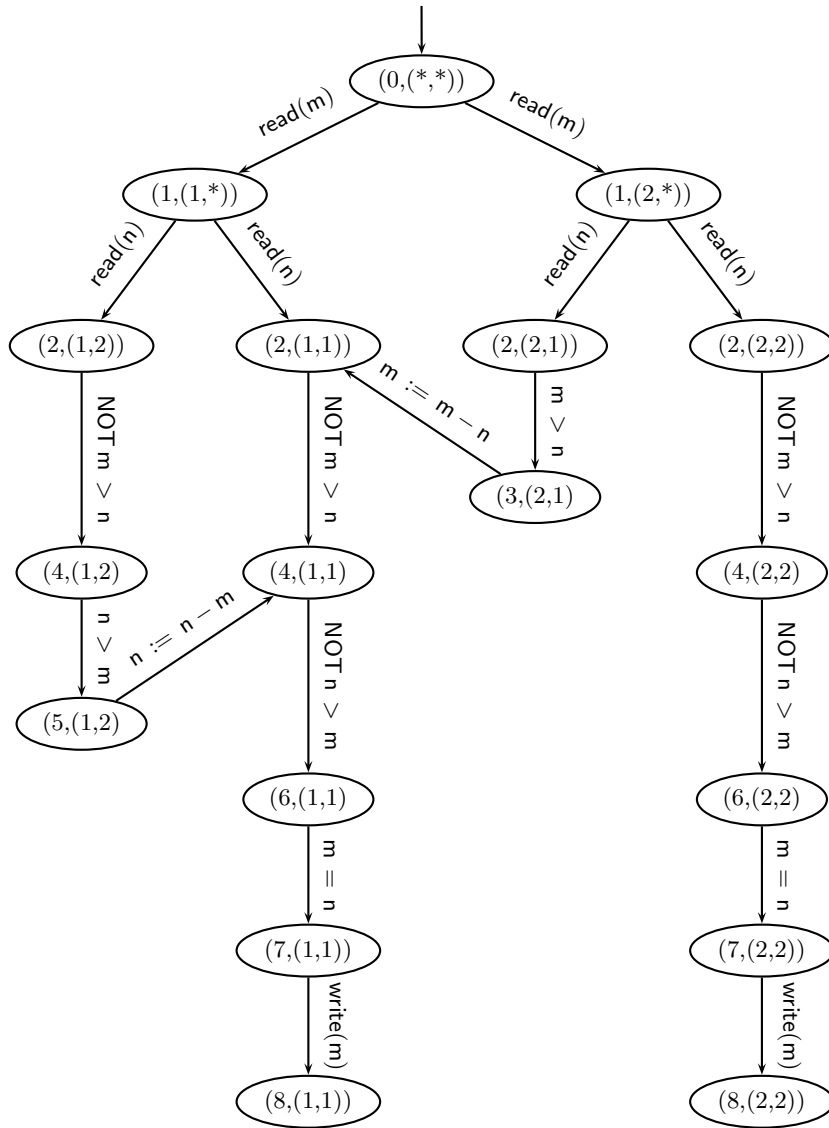 (0,(*,*))
read(m)
read(m)
(1,(1,*))
(1,(2,*))
read(n)
read(n)
read(n)
read(n)
(2,(1,2))
(2,(1,1))
(2,(2,1))
(2,(2,2))
NOT m > n
NOT m > n
m := m − n
m > n
NOT m > n
(3,(2,1)
(4,(1,2)
(4,(1,1)
(4,(2,2)
n > m
n := n − m
NOT n > m
NOT n > m
(5,(1,2)
(6,(1,1)
(6,(2,2)
m = n
m = n
(7,(1,1))
(7,(2,2))
write(m)
write(m)
(8,(1,1))
(8,(2,2))